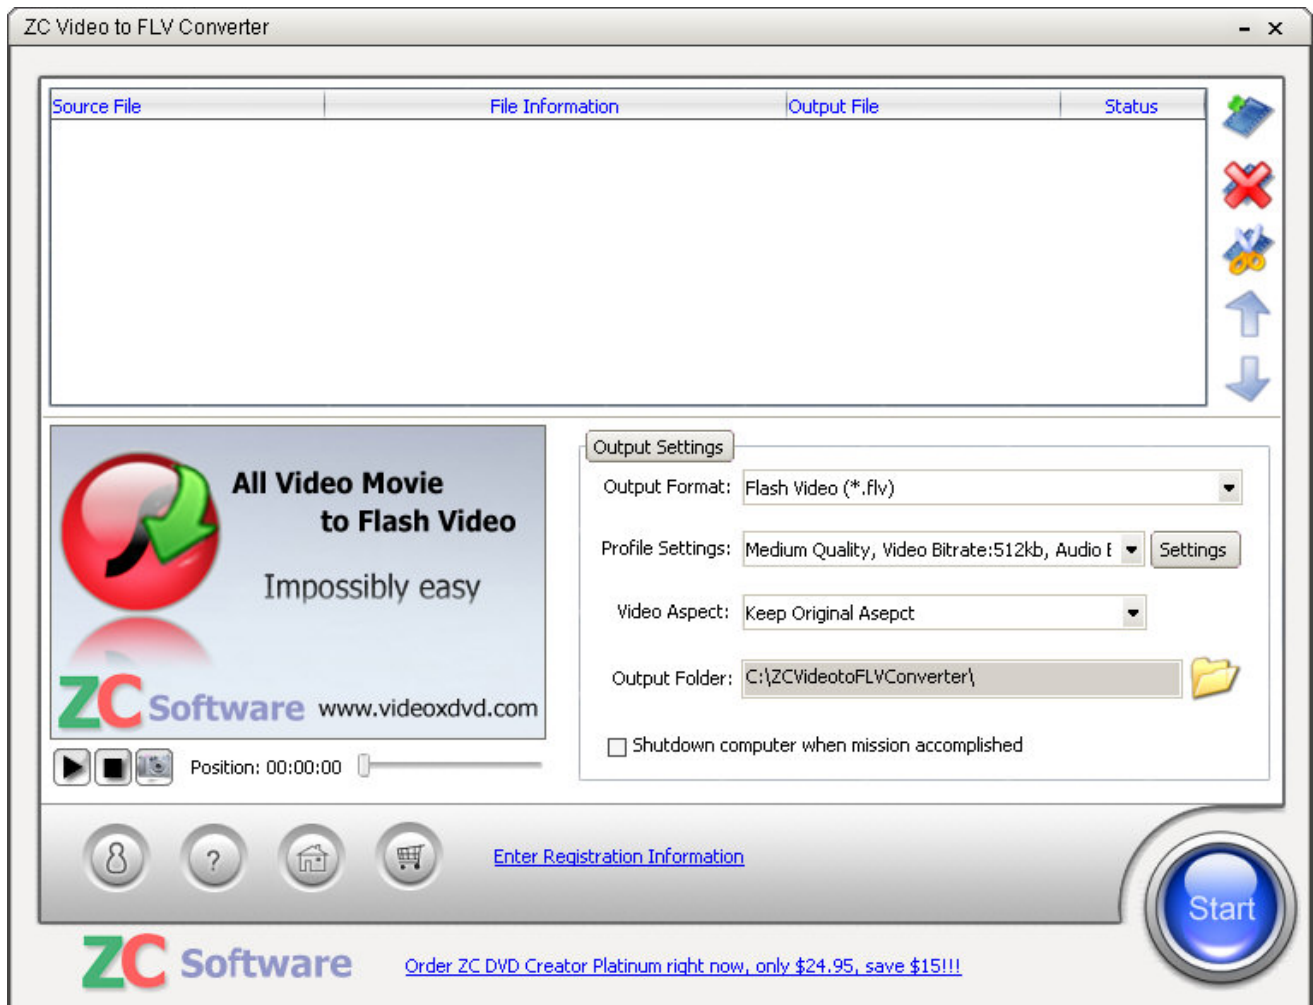 ZC Video to FLV Converter
Source File File Information Output File Status
All Video Movie
to Flash Video
Impossibly easy
ZC Software www.videoxdvd.com
Position: 00:00:00
Output Settings
Output Format: Flash Video (*.flv)
Profile Settings: Medium Quality, Video Bitrate:512kb, Audio Settings
Video Aspect: Keep Original Asepct
Output Folder: C:\ZCVideotoFLVConverter\
Shutdown computer when mission accomplished
?
Enter Registration Information
Start
ZC Software
Order ZC DVD Creator Platinum right now, only $24.95, save $15!!!